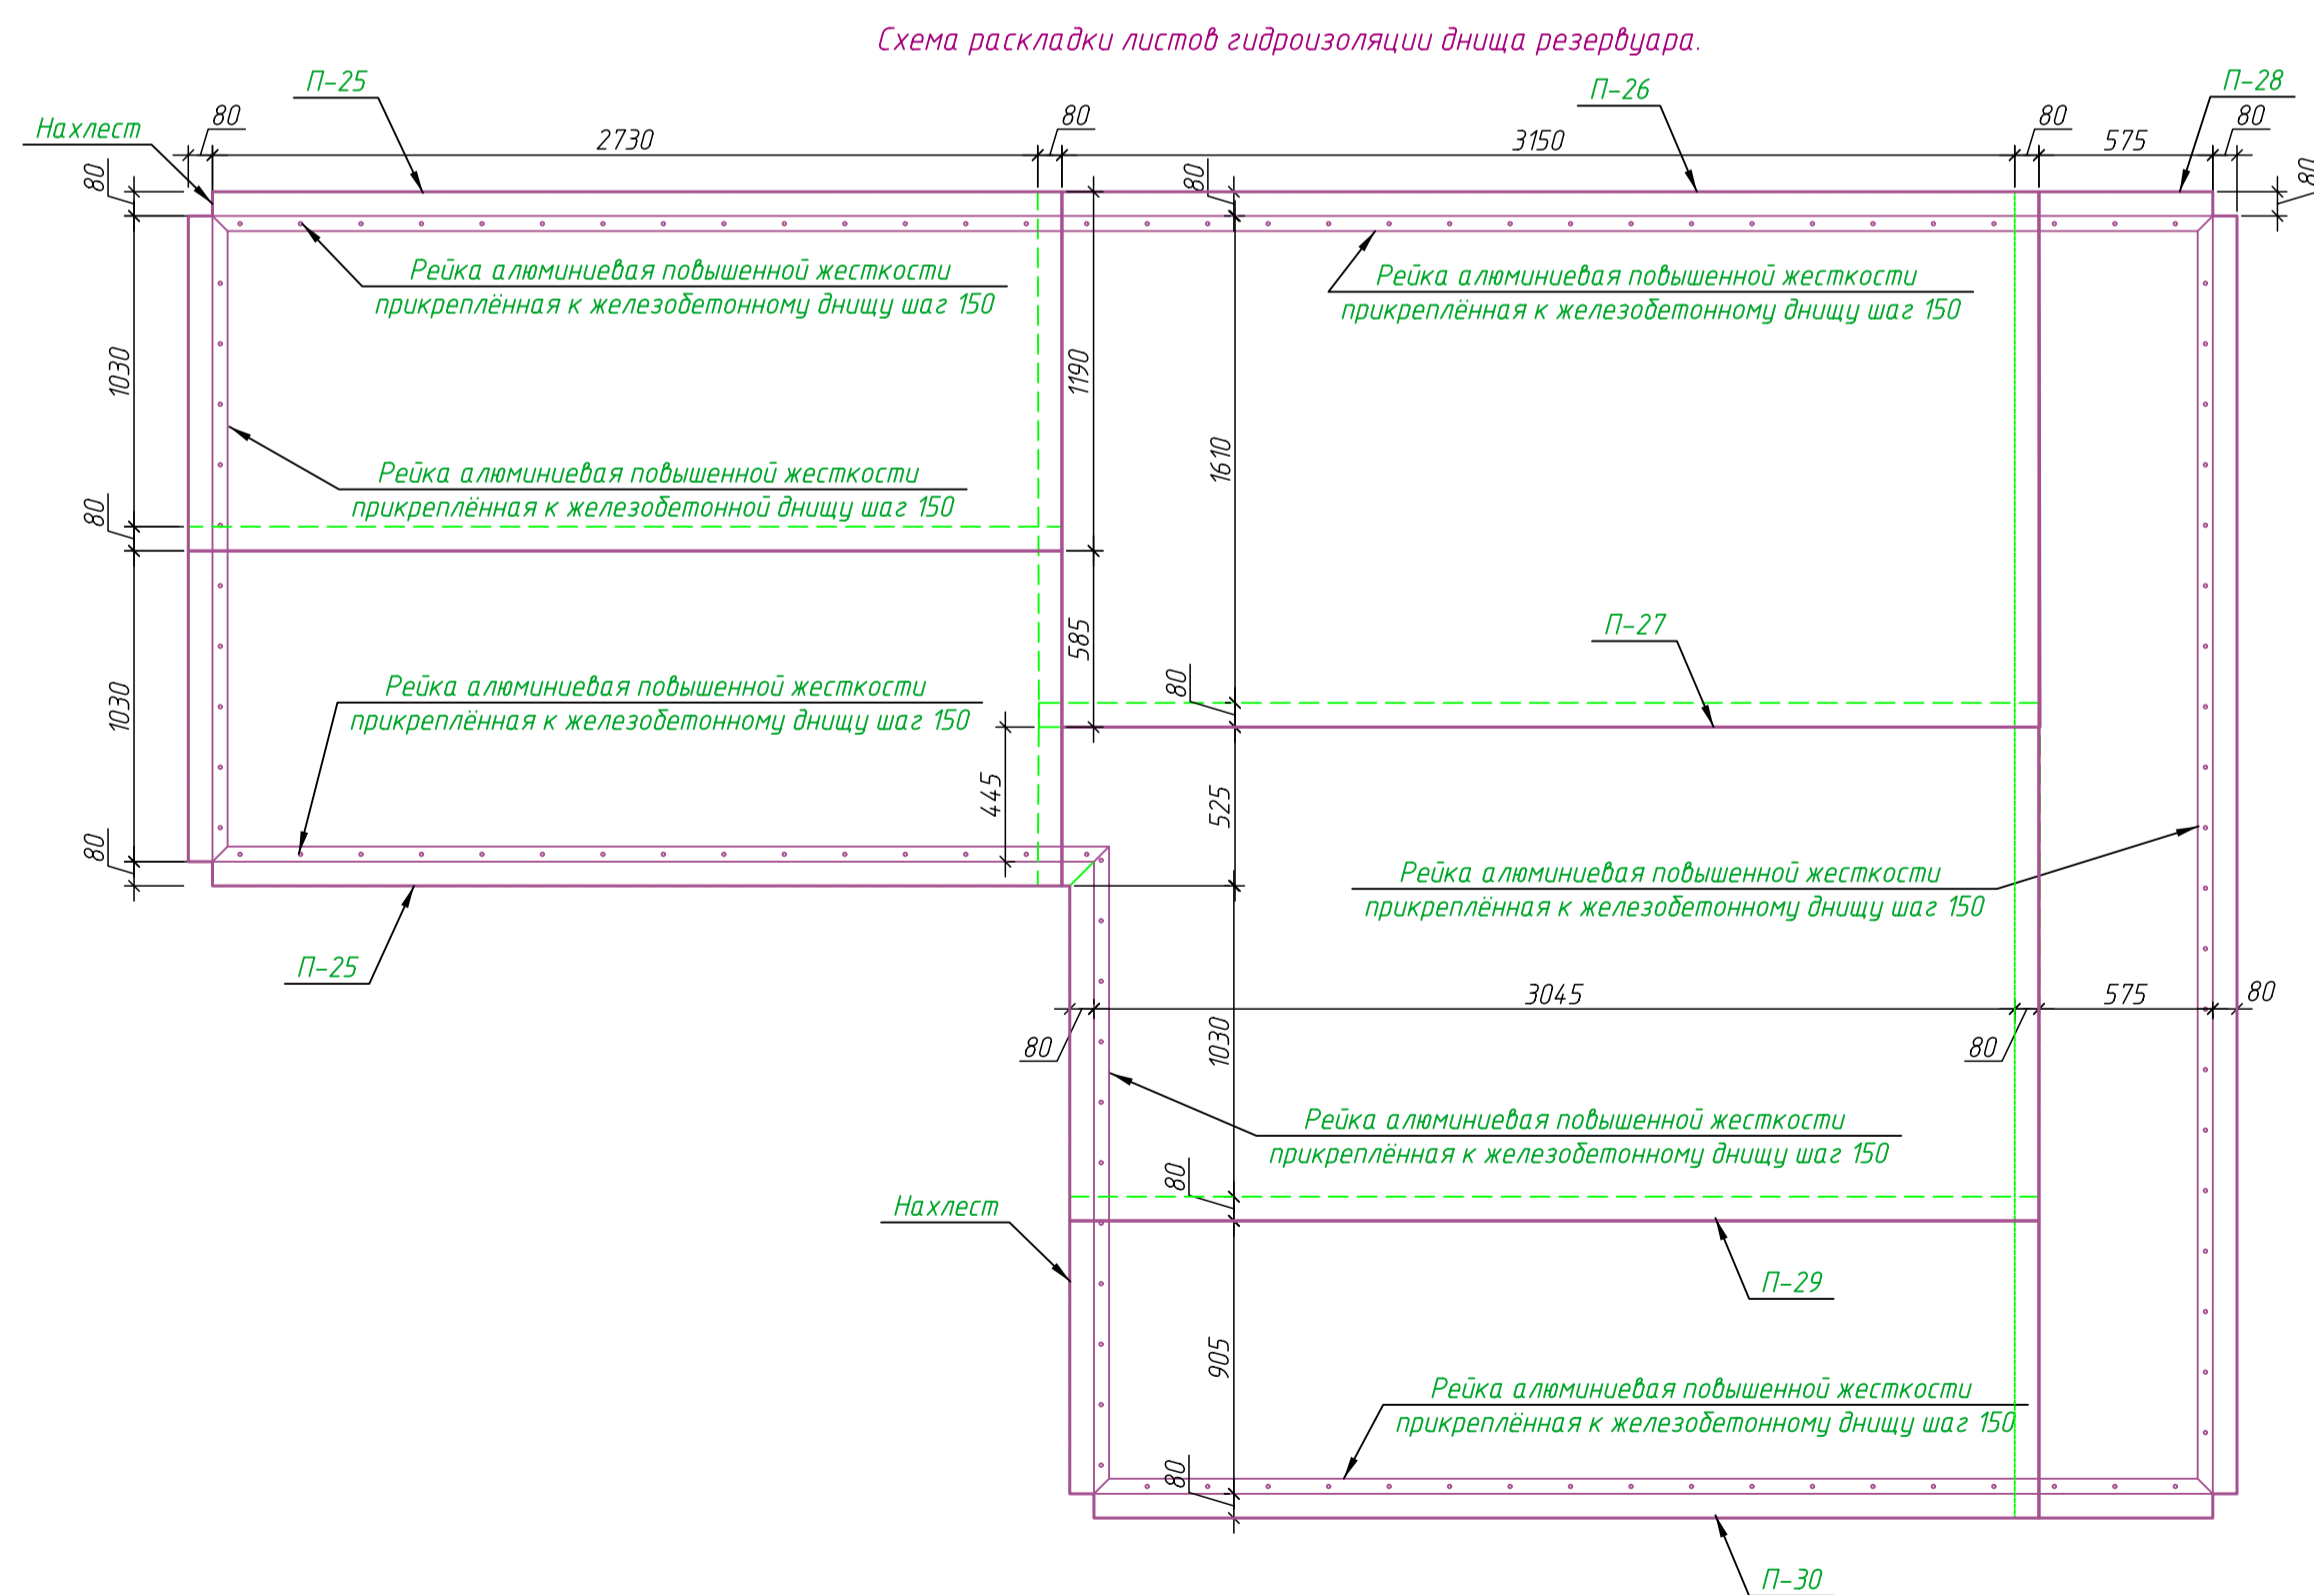 Схема раскладки листов гидроизоляции днища резервуара.
П-25
П-26
П-28
Нахлест
80
2730
80
3150
80
575
80
80
80
80
Рейка алюминиевая повышенной жесткости
прикреплённая к железобетонному днищу шаг 150
Рейка алюминиевая повышенной жесткости
прикреплённая к железобетонному днищу шаг 150
1030
1190
1610
Рейка алюминиевая повышенной жесткости
прикреплённая к железобетонной днищу шаг 150
80
585
П-27
80
1030
Рейка алюминиевая повышенной жесткости
прикреплённая к железобетонному днищу шаг 150
445
525
80
Рейка алюминиевая повышенной жесткости
прикреплённая к железобетонному днищу шаг 150
П-25
3045
575
80
80
1030
80
Рейка алюминиевая повышенной жесткости
прикреплённая к железобетонному днищу шаг 150
80
Нахлест
П-29
905
Рейка алюминиевая повышенной жесткости
прикреплённая к железобетонному днищу шаг 150
80
П-30